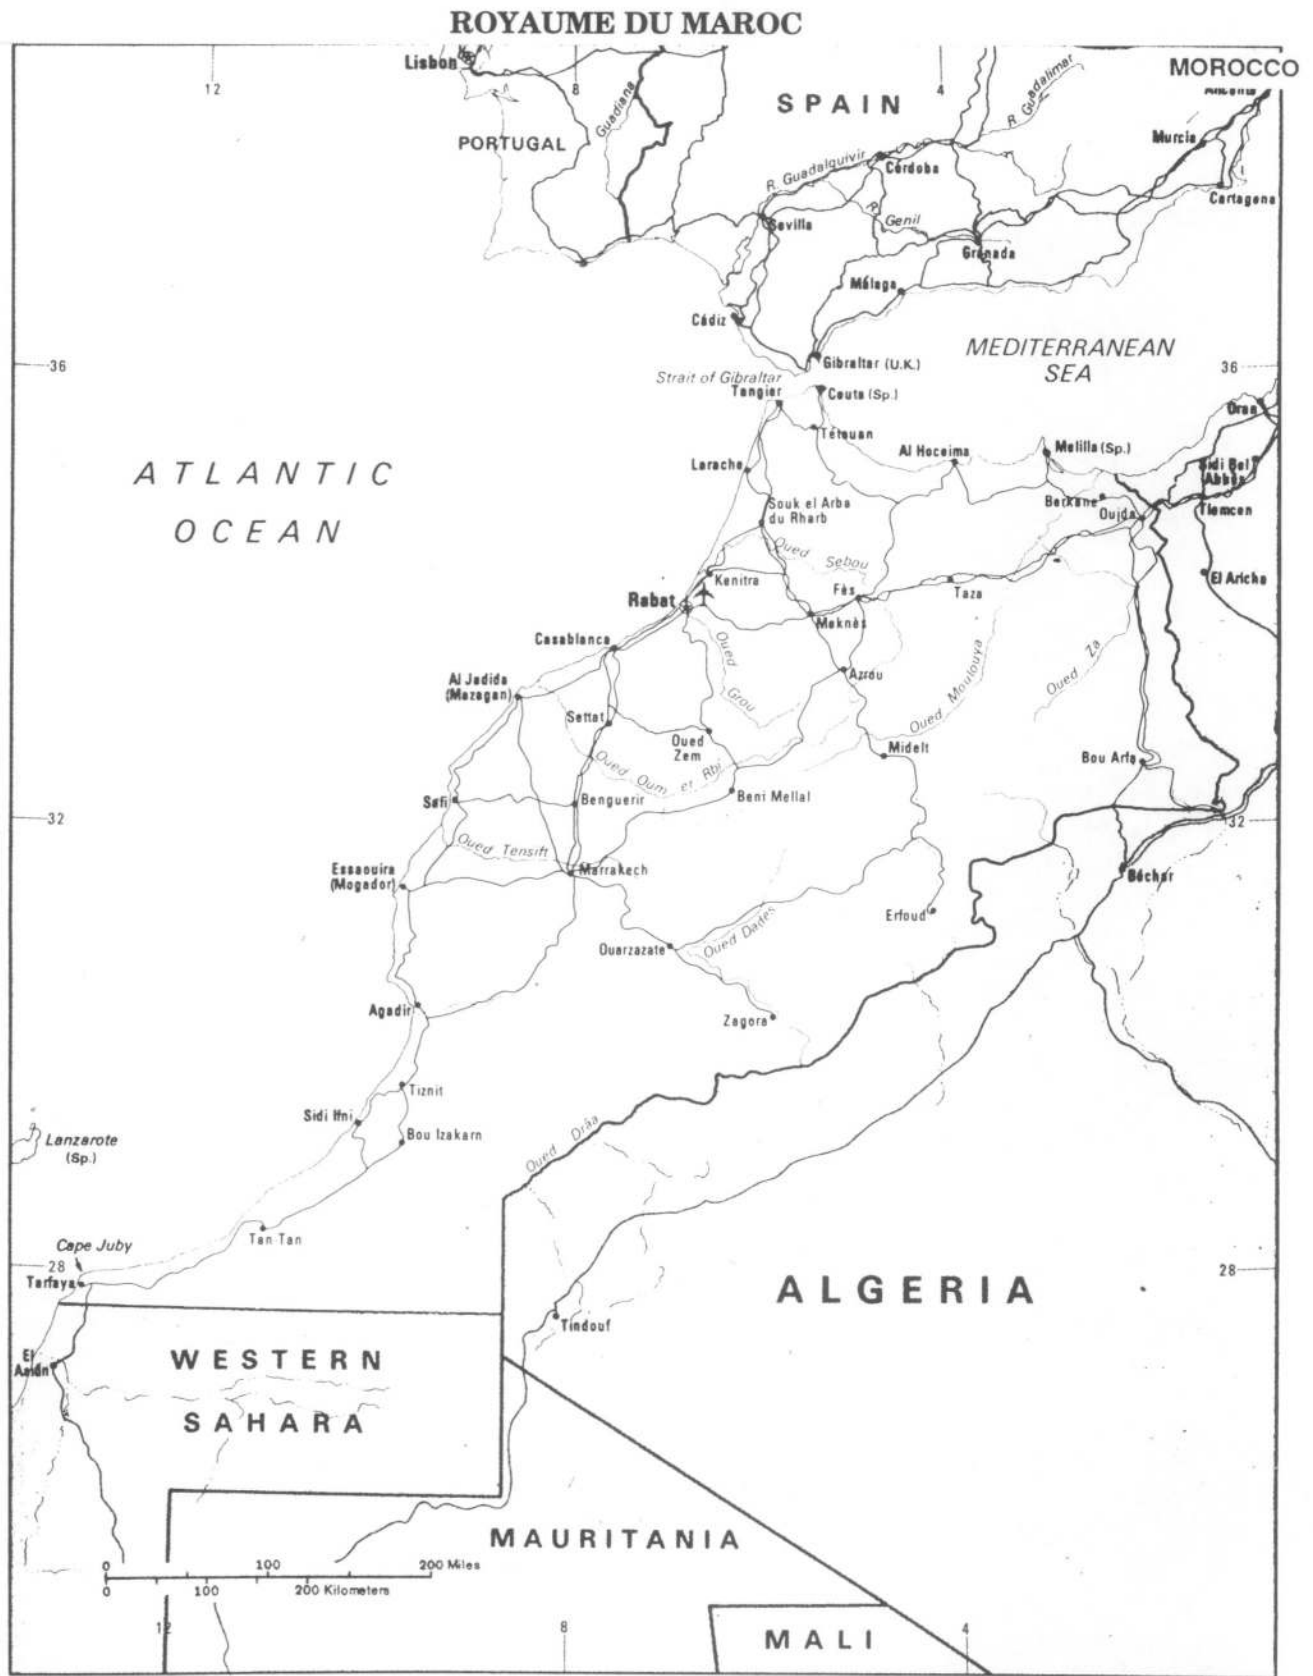 ROYAUME DU MAROC
MOROCCO
Lisbon
12
8
4
SPAIN
PORTUGAL
Guadiana
R. Guadalimar
Murcia
R. Guadalquivir
Córdoba
Cartagena
R. Genil
Sevilla
Granada
Málaga
Cádiz
MEDITERRANEAN
SEA
36
36
Gibraltar (U.K.)
Strait of Gibraltar
Tangier
Ceuta (Sp.)
Oran
Tétouan
Al Hoceima
Melilla (Sp.)
ATLANTIC
OCEAN
Larache
Sidi Bel
Abbès
Souk el Arba
du Rharb
Berkane
Oujda
Tlemcen
Oued Sebou
Kenitra
El Aricha
Rabat
Fès
Taza
Meknès
Casablanca
Oued Grou
Azrou
Oued Moulouya
Oued Za
Al Jadida
(Mazagan)
Settat
Oued
Zem
Midelt
Bou Arfa
Oued Oum er Rbi
Safi
Benguerir
Beni Mellal
32
32
Oued Tensift
Essaouira
(Mogador)
Marrakech
Béchar
Erfoud
Ouarzazate
Oued Dades
Agadir
Zagora
Tiznit
Sidi Ifni
Bou Izakarn
Lanzarote
(Sp.)
Oued Drâa
Tan-Tan
Cape Juby
28
28
Tarfaya
ALGERIA
Tindouf
El
Aaiún
WESTERN
SAHARA
MAURITANIA
0 100 200 Miles
0 100 200 Kilometers
12
8
4
MALI